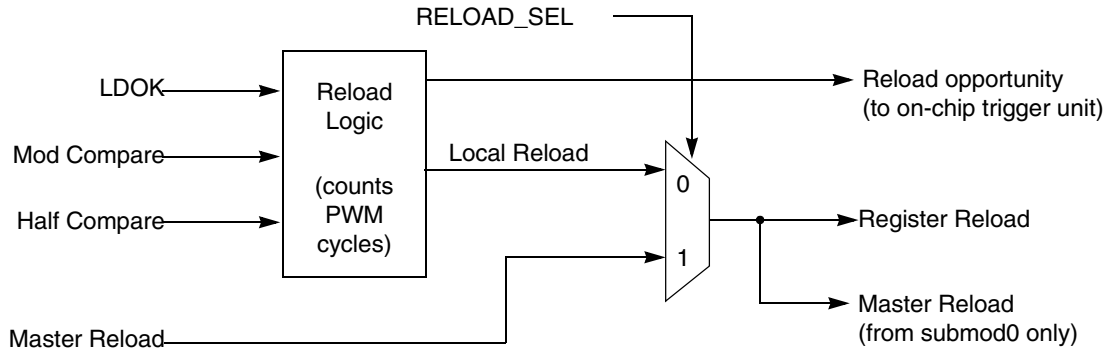 RELOAD_SEL
LDOK
Mod Compare
Half Compare
Reload
Logic
(counts
PWM
cycles)
Reload opportunity
(to on-chip trigger unit)
Local Reload
0
1
Register Reload
Master Reload
Master Reload
(from submod0 only)